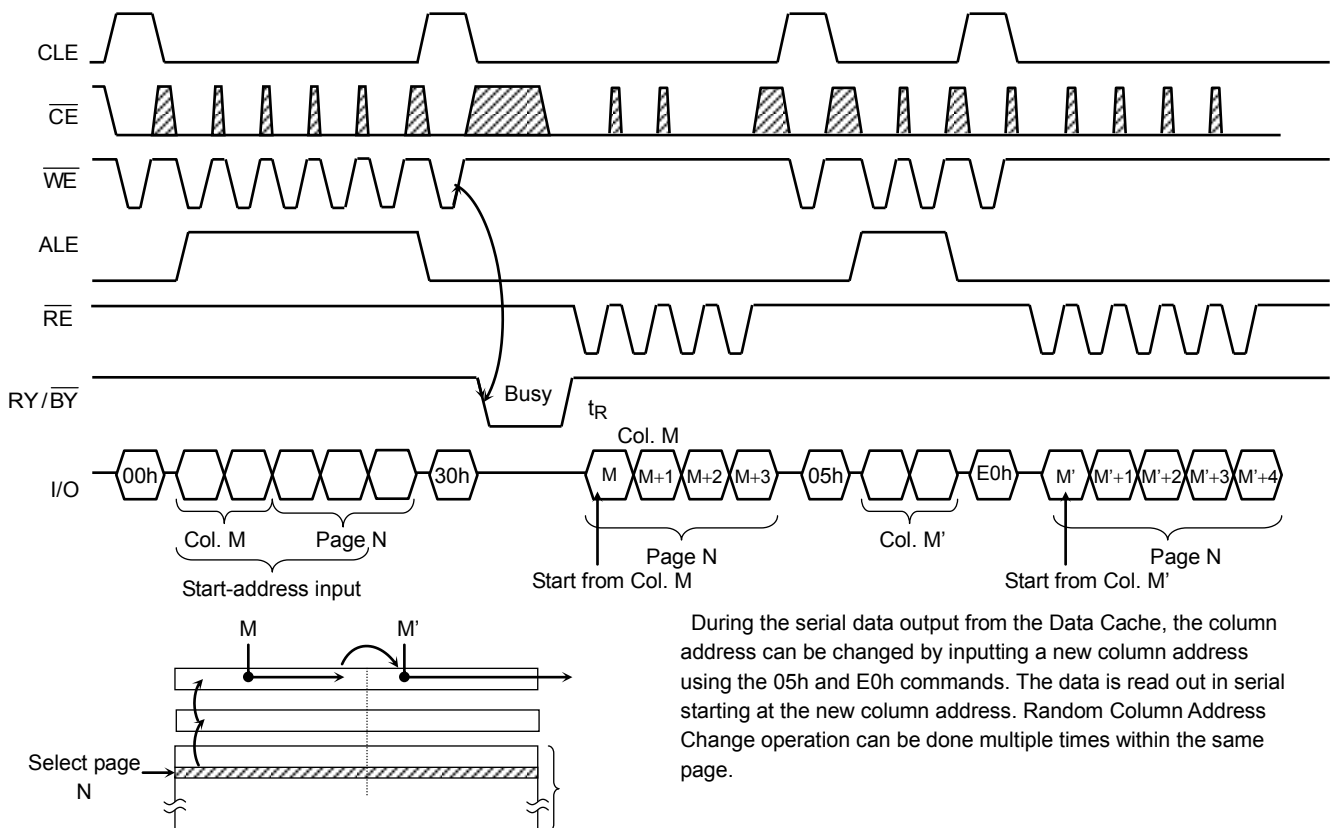 CLE
CE
WE
ALE
RE
RY/BY
Busy
tR
Col. M
I/O
00h
30h
M
M+1
M+2
M+3
05h
E0h
M'
M'+1
M'+2
M'+3
M'+4
Col. M
Page N
Start-address input
Page N
Start from Col. M
Col. M'
Page N
Start from Col. M'
M
M'
Select page
N
During the serial data output from the Data Cache, the column
address can be changed by inputting a new column address
using the 05h and E0h commands. The data is read out in serial
starting at the new column address. Random Column Address
Change operation can be done multiple times within the same
page.